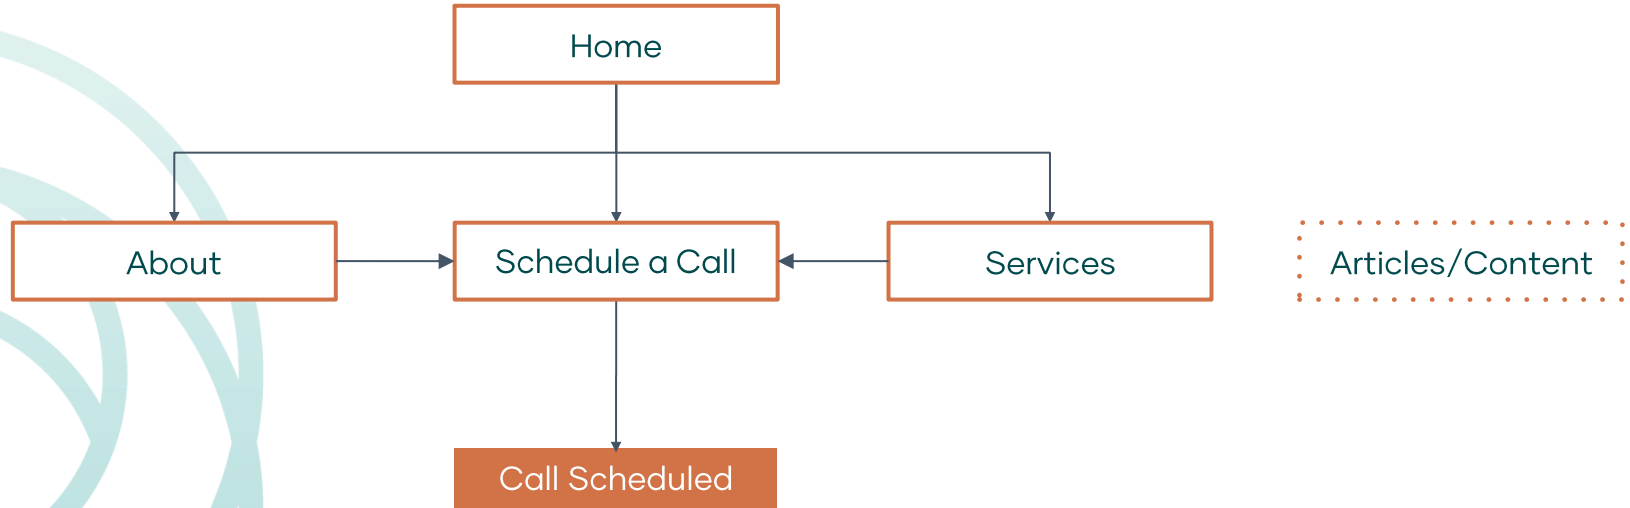 Home
About
Schedule a Call
Services
Articles/Content
Call Scheduled